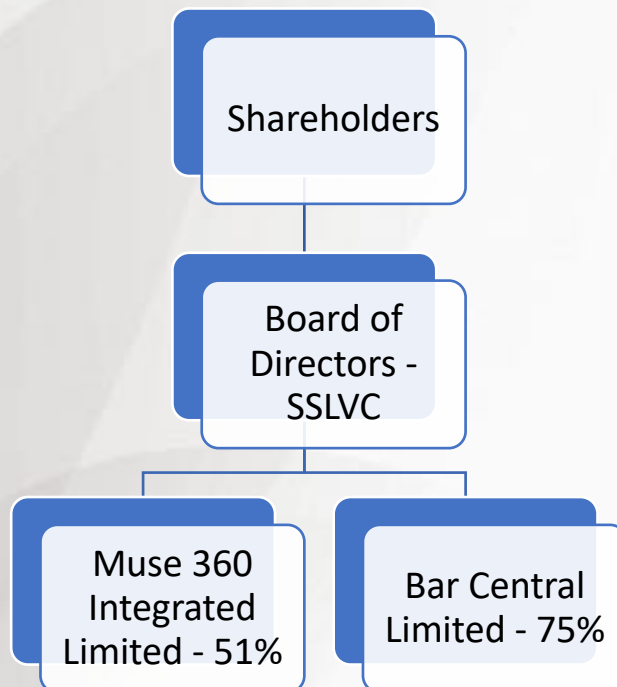 Shareholders
Board of
Directors -
SSLVC
Muse 360
Integrated
Limited - 51%
Bar Central
Limited - 75%